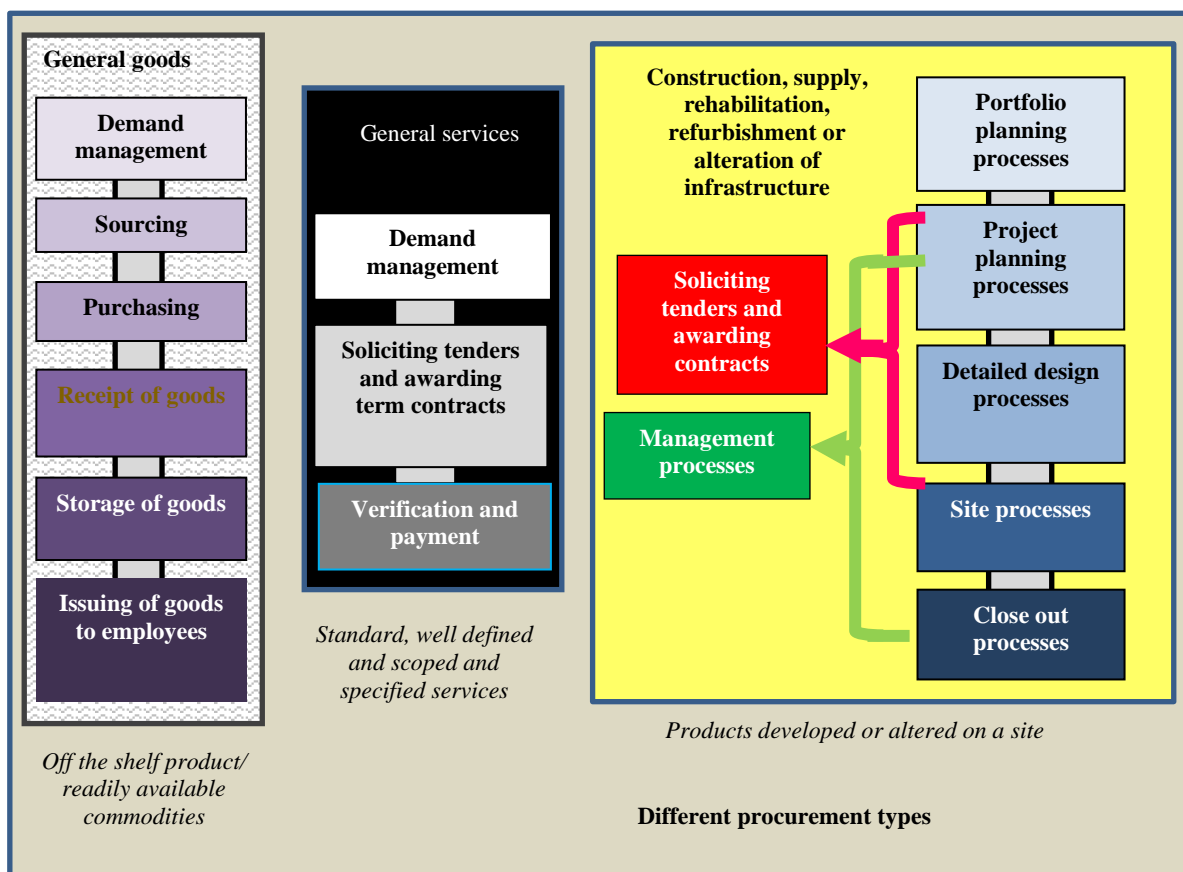 General goods
Demand
management
Sourcing
Purchasing
Receipt of goods
Storage of goods
Issuing of goods
to employees
Off the shelf product/
readily available
commodities
General services
Demand
management
Soliciting tenders
and awarding
term contracts
Verification and
payment
Standard, well defined
and scoped and
specified services
Construction, supply,
rehabilitation,
refurbishment or
alteration of
infrastructure
Soliciting
tenders and
awarding
contracts
Management
processes
Portfolio
planning
processes
Project
planning
processes
Detailed design
processes
Site processes
Close out
processes
Products developed or altered on a site
Different procurement types